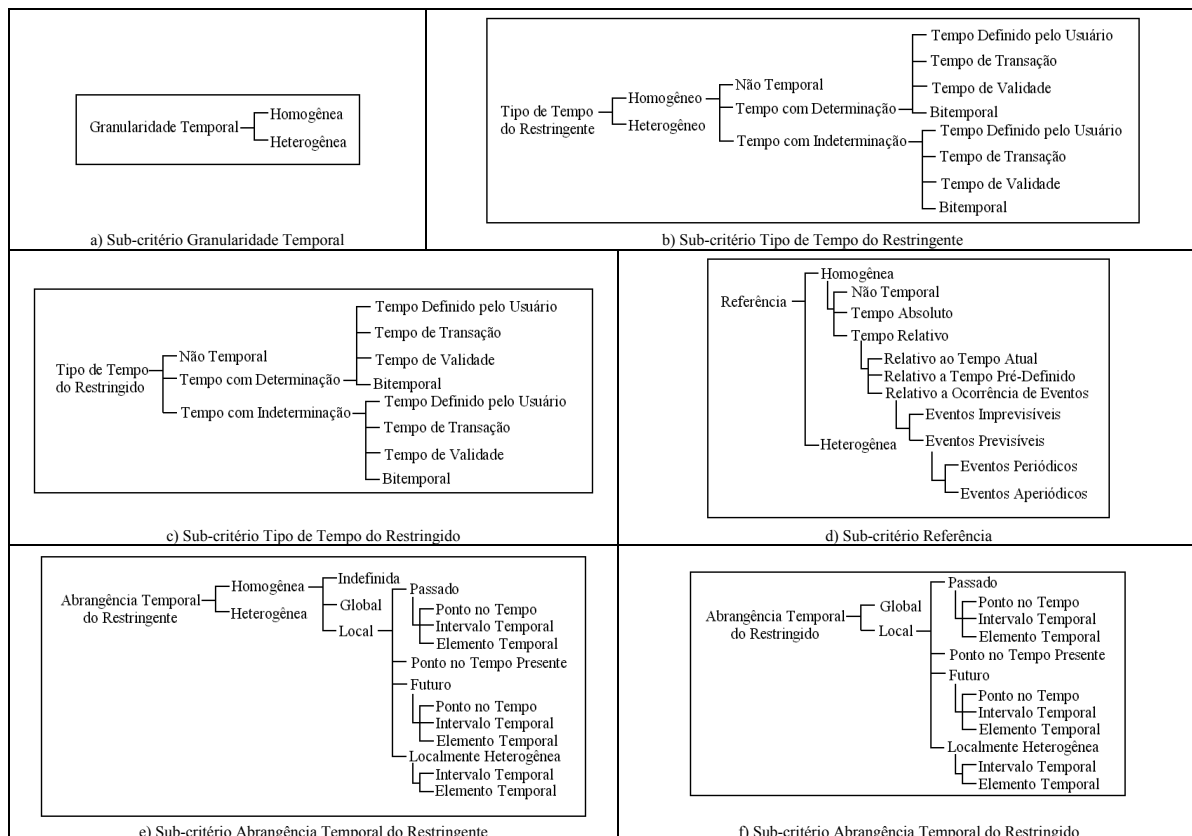 Granularidade Temporal
Homogênea
Heterogênea
a) Sub-critério Granularidade Temporal
Tipo de Tempo
do Restringente
Homogêneo
Heterogêneo
Não Temporal
Tempo com Determinação
Tempo com Indeterminação
Tempo Definido pelo Usuário
Tempo de Transação
Tempo de Validade
Bitemporal
Tempo Definido pelo Usuário
Tempo de Transação
Tempo de Validade
Bitemporal
b) Sub-critério Tipo de Tempo do Restringente
Tipo de Tempo
do Restringido
Não Temporal
Tempo com Determinação
Tempo com Indeterminação
Tempo Definido pelo Usuário
Tempo de Transação
Tempo de Validade
Bitemporal
Tempo Definido pelo Usuário
Tempo de Transação
Tempo de Validade
Bitemporal
c) Sub-critério Tipo de Tempo do Restringido
Referência
Homogênea
Não Temporal
Tempo Absoluto
Tempo Relativo
Relativo ao Tempo Atual
Relativo a Tempo Pré-Definido
Relativo a Ocorrência de Eventos
Eventos Imprevisíveis
Eventos Previsíveis
Heterogênea
Eventos Periódicos
Eventos Aperiódicos
d) Sub-critério Referência
Abrangência Temporal
do Restringente
Homogênea
Heterogênea
Indefinida
Global
Local
Passado
Ponto no Tempo
Intervalo Temporal
Elemento Temporal
Ponto no Tempo Presente
Futuro
Ponto no Tempo
Intervalo Temporal
Elemento Temporal
Localmente Heterogênea
Intervalo Temporal
Elemento Temporal
e) Sub-critério Abrangência Temporal do Restringente
Abrangência Temporal
do Restringido
Global
Local
Passado
Ponto no Tempo
Intervalo Temporal
Elemento Temporal
Ponto no Tempo Presente
Futuro
Ponto no Tempo
Intervalo Temporal
Elemento Temporal
Localmente Heterogênea
Intervalo Temporal
Elemento Temporal
f) Sub-critério Abrangência Temporal do Restringido